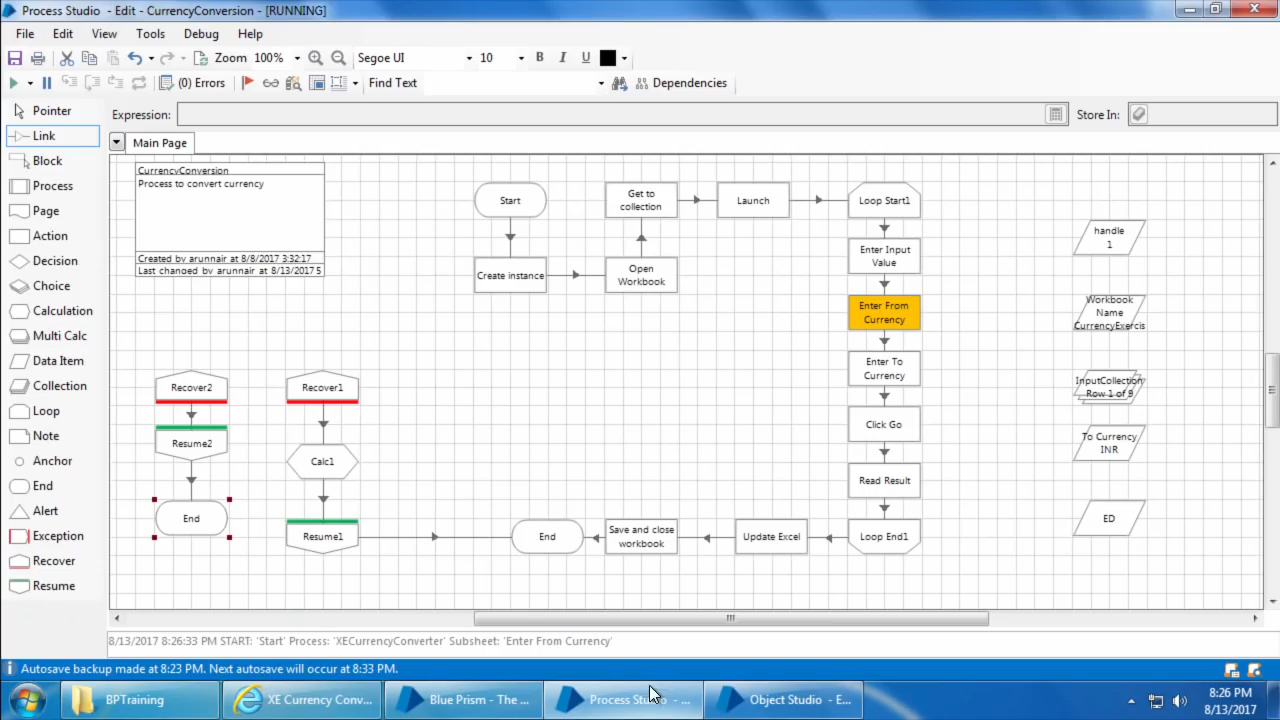 Process Studio - Edit - CurrencyConversion - [RUNNING]
File Edit View Tools Debug Help
Zoom 100% Segoe UI 10 B I U
(0) Errors Find Text Dependencies
Pointer
Link
Block
Process
Page
Action
Decision
Choice
Calculation
Multi Calc
Data Item
Collection
Loop
Note
Anchor
End
Alert
Exception
Recover
Resume
Expression: Store In:
Main Page
CurrencyConversion
Process to convert currency
Created by arunnair at 8/8/2017 3:32:17
Last changed by arunnair at 8/13/2017 5
Start
Create instance
Get to
collection
Open
Workbook
Launch
Loop Start1
Enter Input
Value
Enter From
Currency
Enter To
Currency
Click Go
Read Result
Loop End1
Update Excel
Save and close
workbook
End
Recover2
Resume2
End
Recover1
Calc1
Resume1
handle
1
Workbook
Name
CurrencyExercis
InputCollection
Row 1 of 9
To Currency
INR
ED
8/13/2017 8:26:33 PM START: 'Start' Process: 'XECurrencyConverter' Subsheet: 'Enter From Currency'
Autosave backup made at 8:23 PM. Next autosave will occur at 8:33 PM.
BPTraining
XE Currency Conv...
Blue Prism - The ...
Process Studio - ...
Object Studio - E...
8:26 PM
8/13/2017